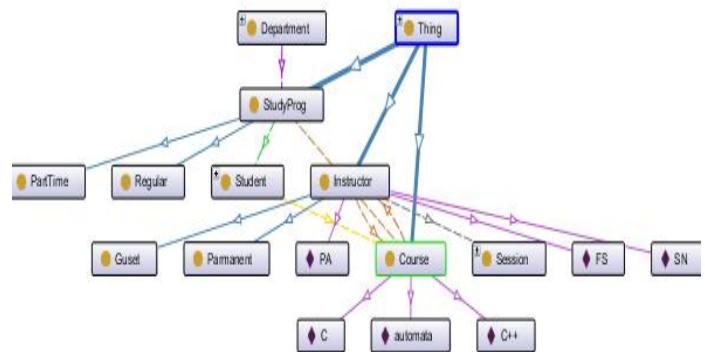 Department
Thing
StudyProg
PartTime
Regular
Student
Instructor
Guset
Parmanent
PA
Course
Session
FS
SN
C
automata
C++